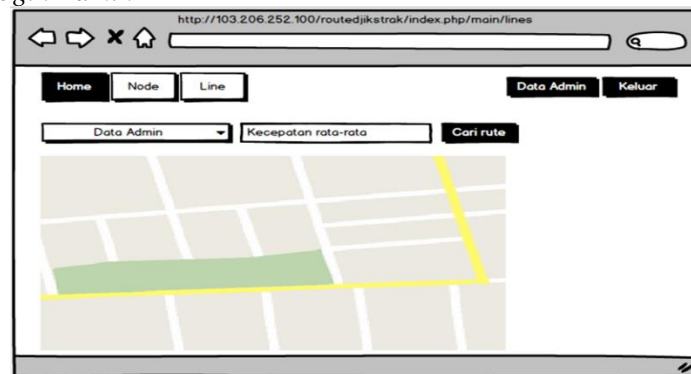 http://103.206.252.100/routedjikstrak/index.php/main/lines
Home Node Line Data Admin Keluar
Data Admin Kecepatan rata-rata Cari rute